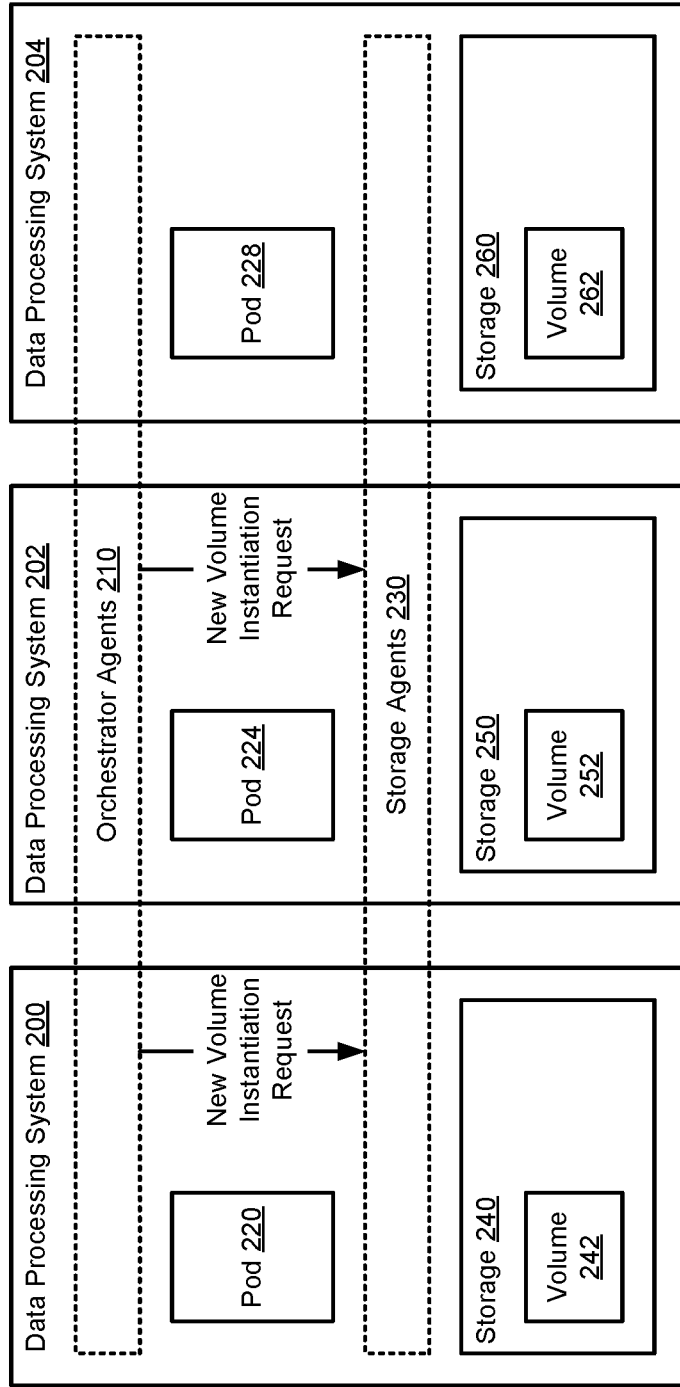 Data Processing System 200
Pod 220
New Volume
Instantiation
Request
Storage 240
Volume
242
Data Processing System 202
Orchestrator Agents 210
Pod 224
New Volume
Instantiation
Request
Storage Agents 230
Storage 250
Volume
252
Data Processing System 204
Pod 228
Storage 260
Volume
262